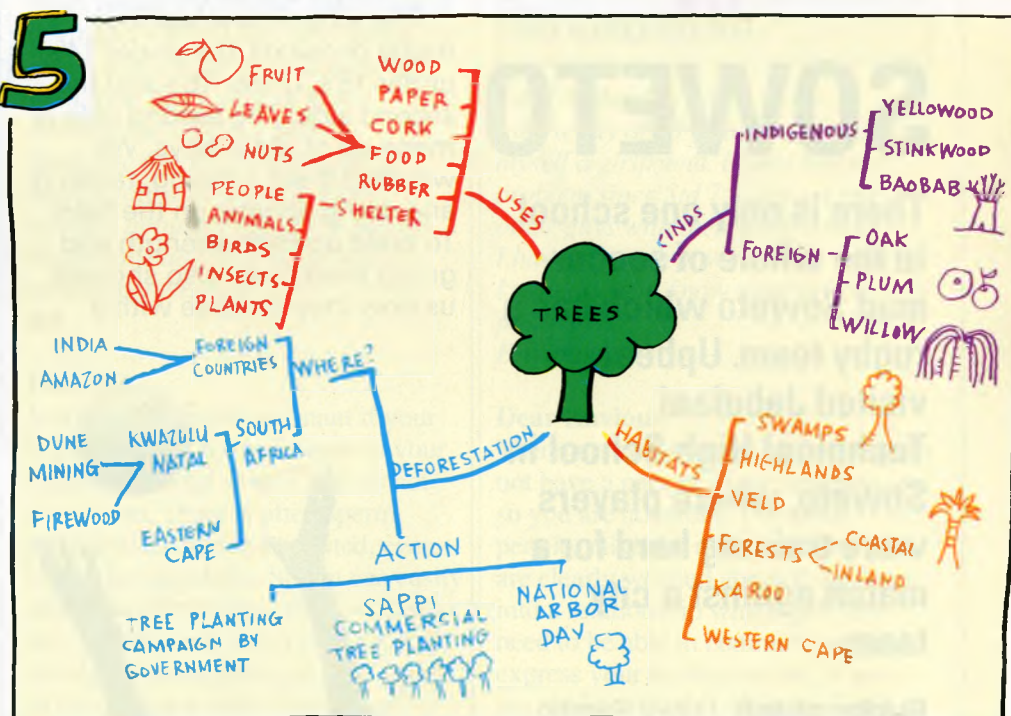 5
FRUIT
LEAVES
NUTS
WOOD
PAPER
CORK
FOOD
RUBBER
SHELTER
PEOPLE
ANIMALS
BIRDS
INSECTS
PLANTS
USES
TREES
KINDS
INDIGENOUS
YELLOWOOD
STINKWOOD
BAOBAB
FOREIGN
OAK
PLUM
WILLOW
HABITATS
SWAMPS
HIGHLANDS
VELD
FORESTS
COASTAL
INLAND
KAROO
WESTERN CAPE
DEFORESTATION
WHERE?
FOREIGN
COUNTRIES
INDIA
AMAZON
SOUTH
AFRICA
KWAZULU
NATAL
DUNE
MINING
FIREWOOD
EASTERN
CAPE
ACTION
TREE PLANTING
CAMPAIGN BY
GOVERNMENT
SAPPI
COMMERCIAL
TREE PLANTING
NATIONAL
ARBOR
DAY